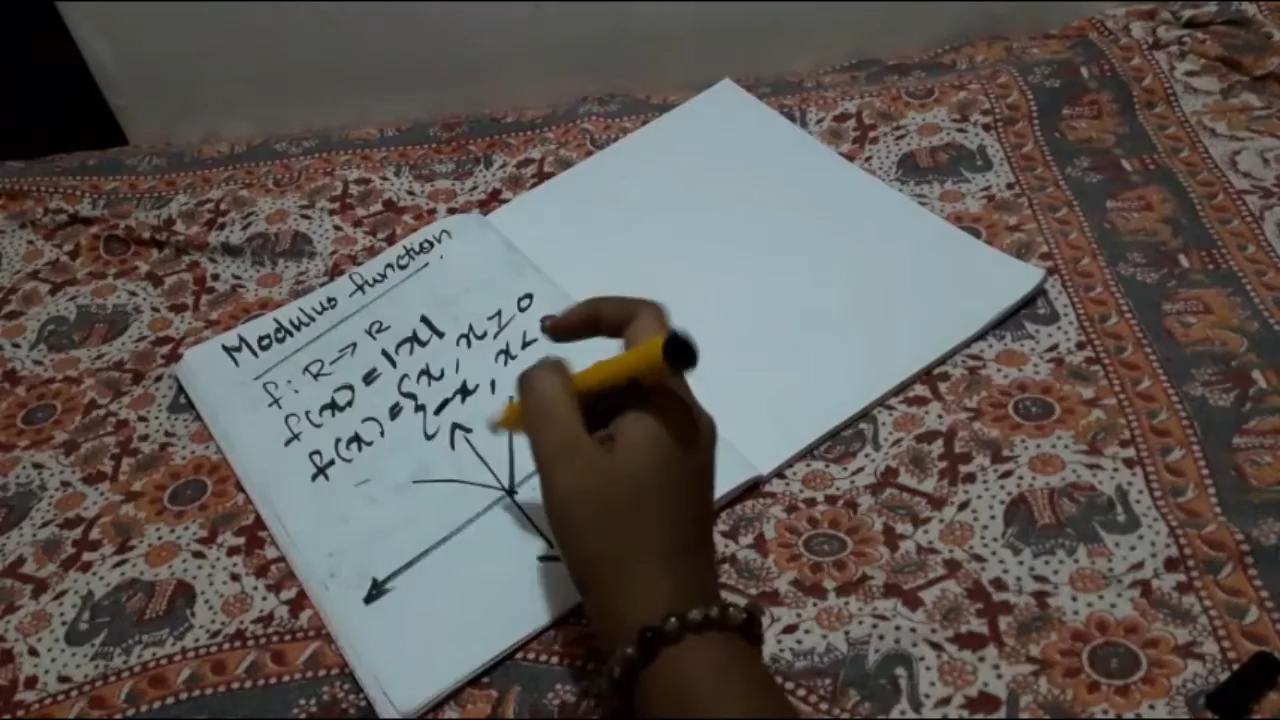 Modulus function.
f: R → R
f(x) = |x|
f(x) = { x, x ≥ 0
{ -x, x <